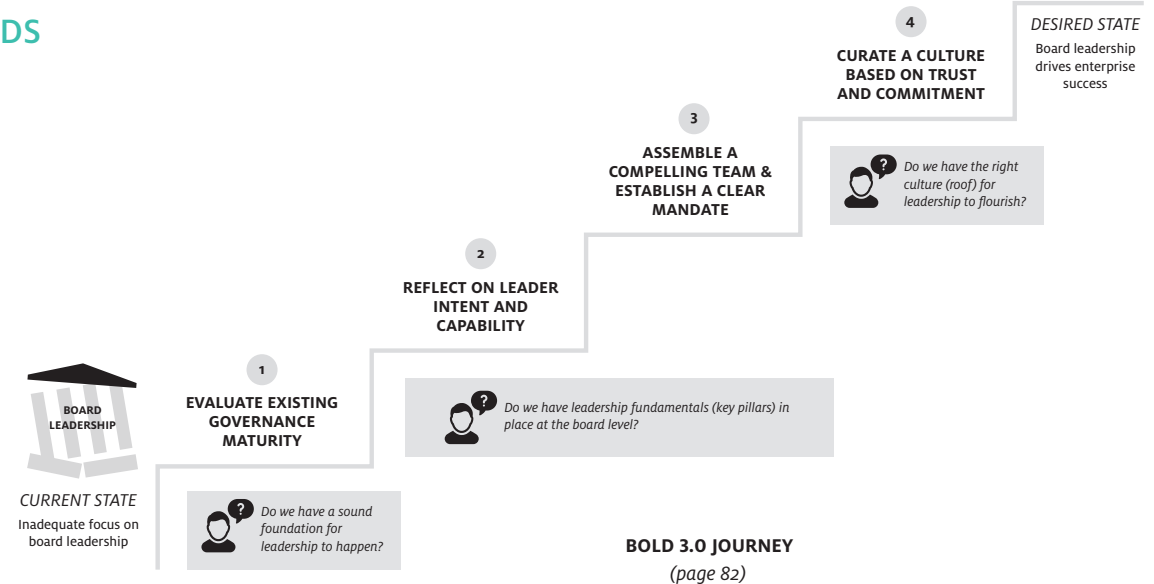 DS
BOARD
LEADERSHIP
CURRENT STATE
Inadequate focus on
board leadership
1
EVALUATE EXISTING
GOVERNANCE
MATURITY
?
Do we have a sound
foundation for
leadership to happen?
2
REFLECT ON LEADER
INTENT AND
CAPABILITY
?
Do we have leadership fundamentals (key pillars) in
place at the board level?
3
ASSEMBLE A
COMPELLING TEAM &
ESTABLISH A CLEAR
MANDATE
4
CURATE A CULTURE
BASED ON TRUST
AND COMMITMENT
?
Do we have the right
culture (roof) for
leadership to flourish?
DESIRED STATE
Board leadership
drives enterprise
success
BOLD 3.0 JOURNEY
(page 82)